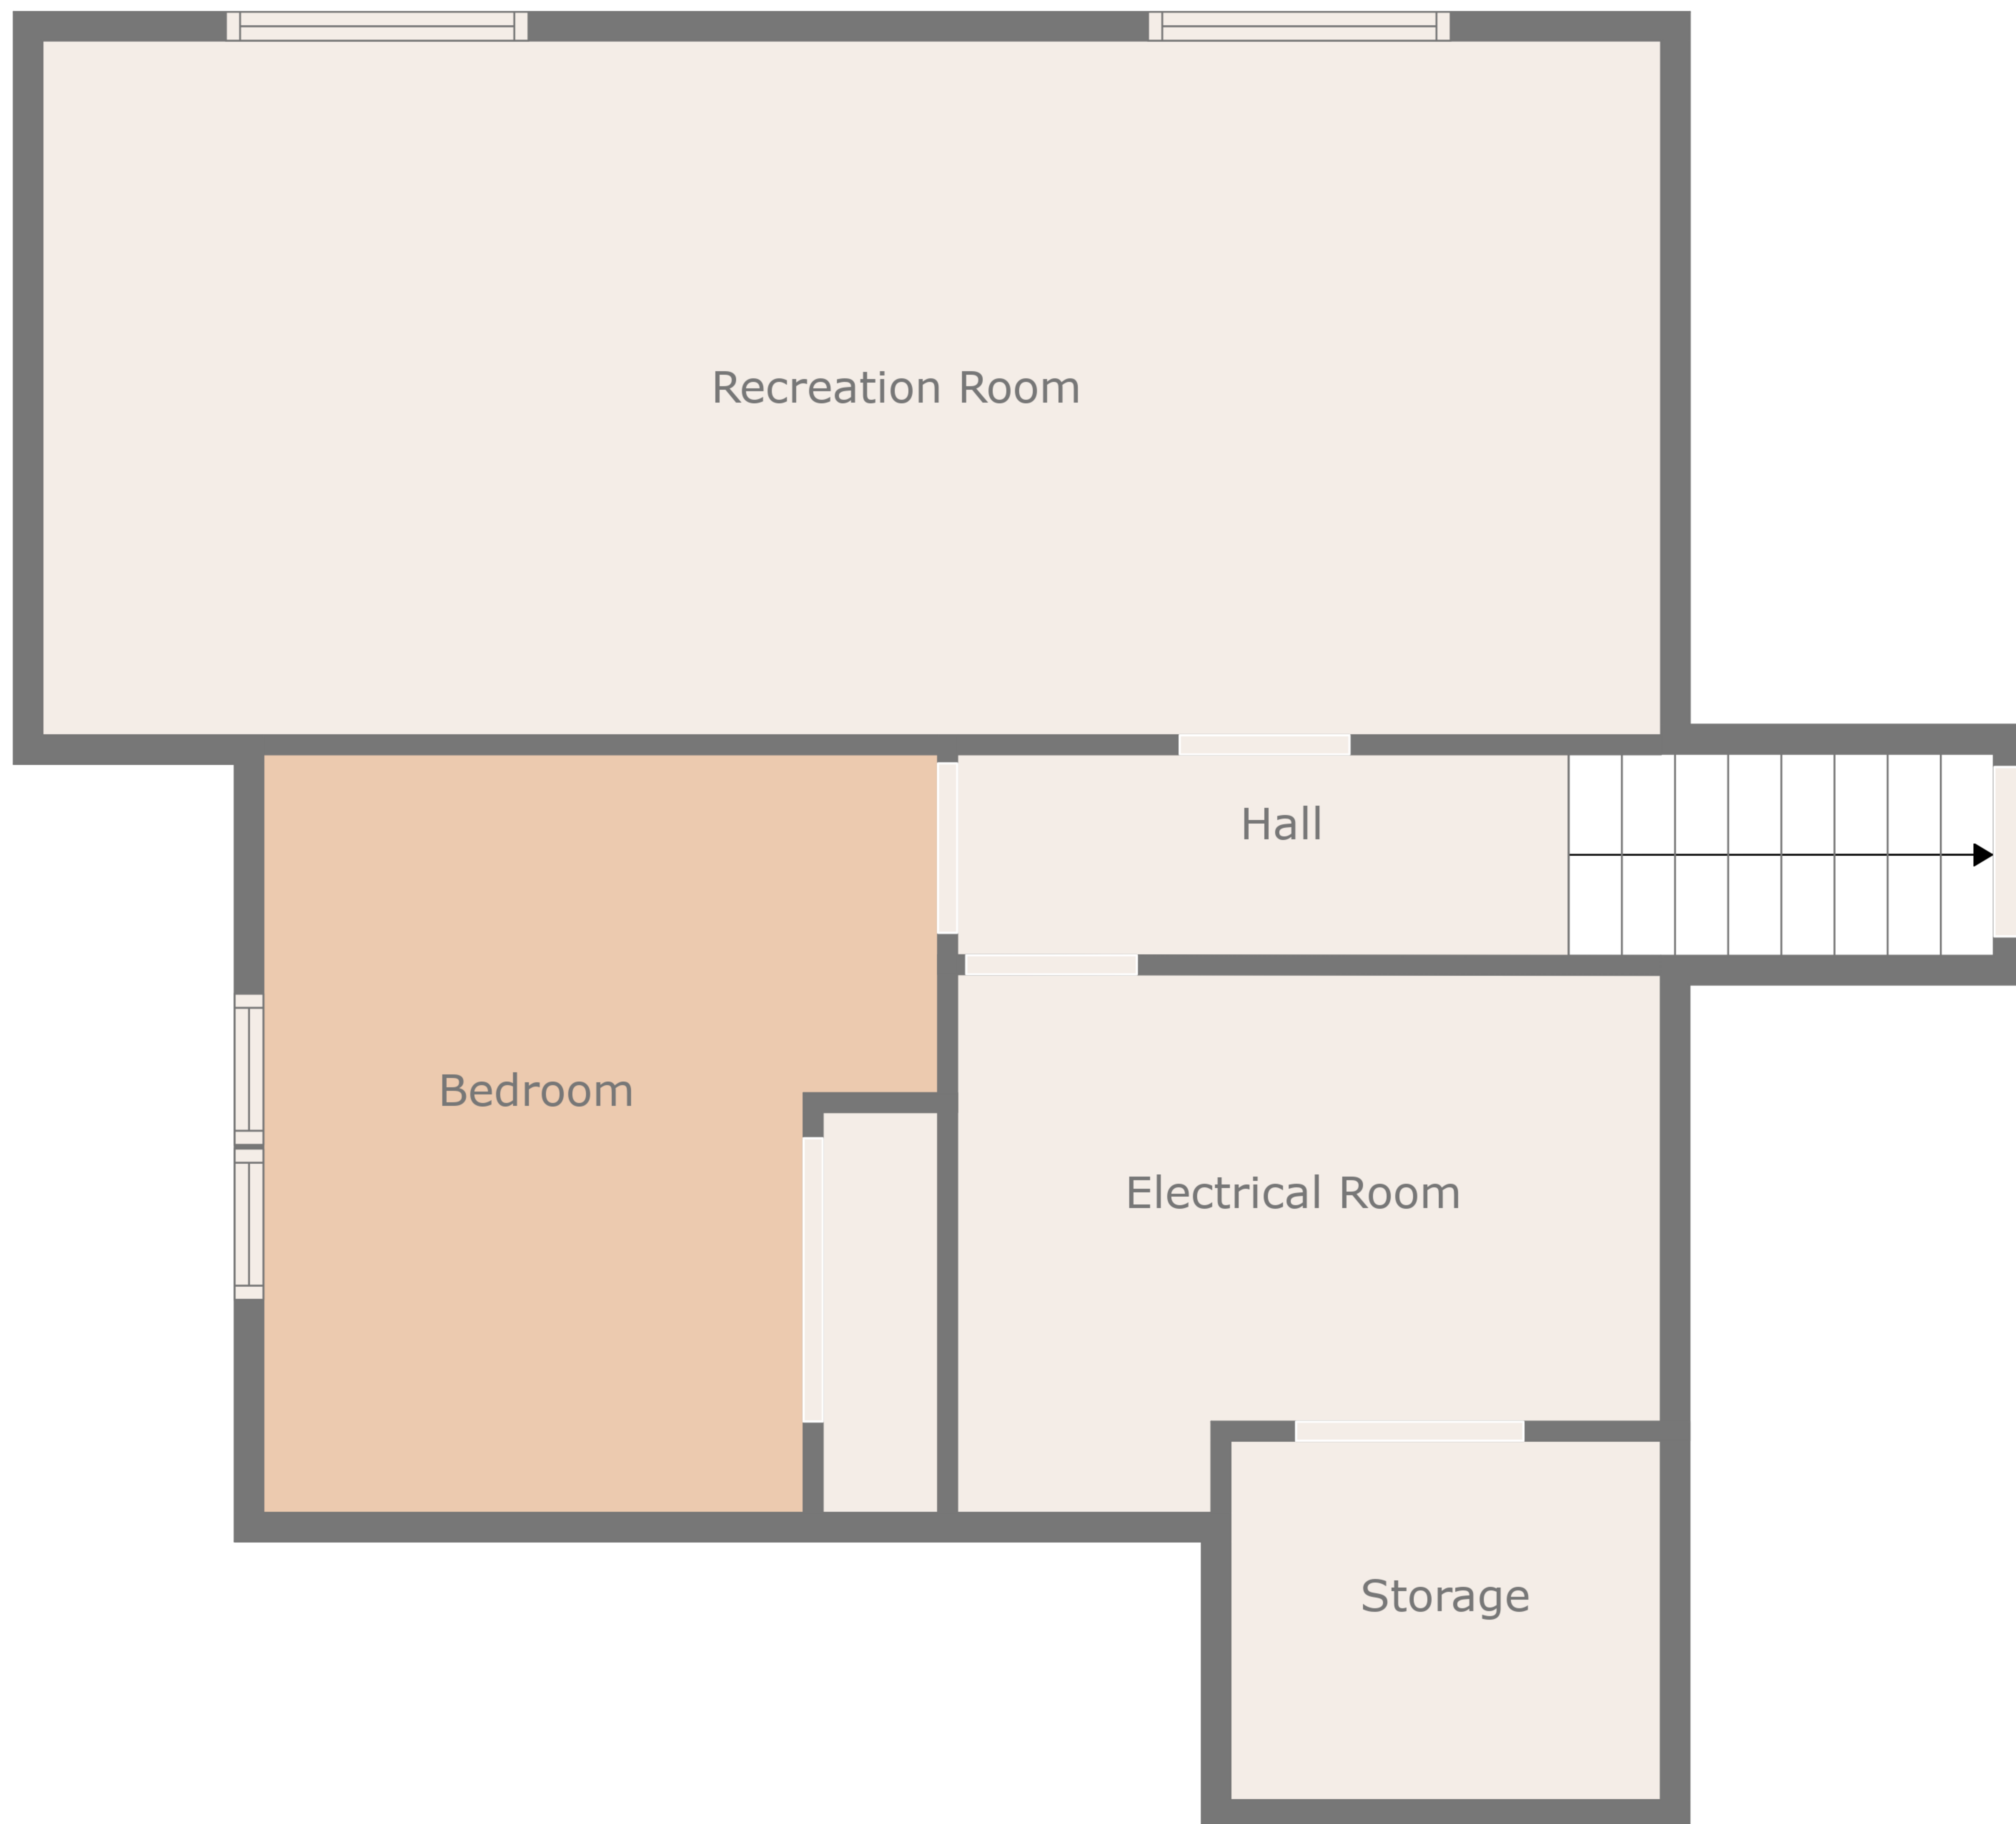 Recreation Room
Hall
Bedroom
Electrical Room
Storage